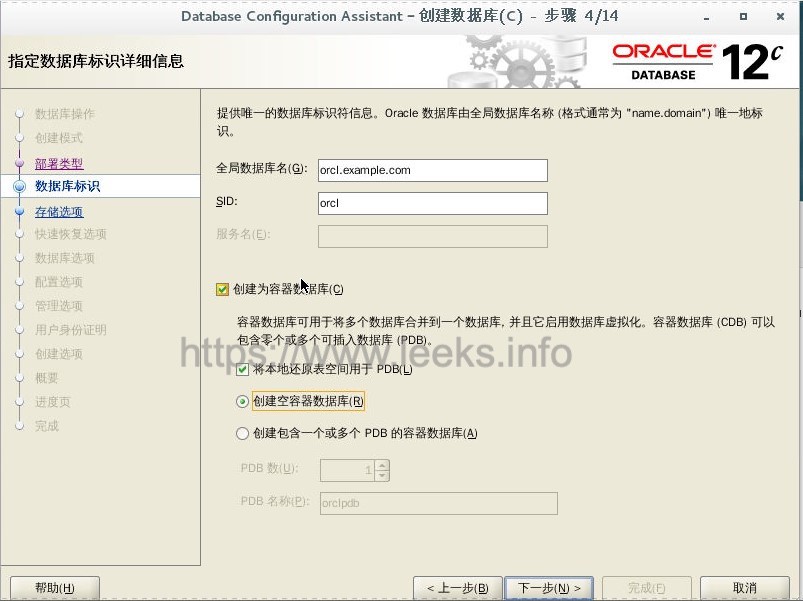 Database Configuration Assistant – 创建数据库(C) - 步骤 4/14
指定数据库标识详细信息
ORACLE
DATABASE
12c
数据库操作
创建模式
部署类型
数据库标识
存储选项
快速恢复选项
数据库选项
配置选项
管理选项
用户身份证明
创建选项
概要
进度页
完成
提供唯一的数据库标识符信息。Oracle 数据库由全局数据库名称 (格式通常为 "name.domain") 唯一地标
识。
全局数据库名(G): orcl.example.com
SID: orcl
服务名(E):
创建为容器数据库(C)
容器数据库可用于将多个数据库合并到一个数据库, 并且它启用数据库虚拟化。容器数据库 (CDB) 可以
包含零个或多个可插入数据库 (PDB)。
https://www.leeks.info
将本地还原表空间用于 PDB(L)
创建空容器数据库(R)
创建包含一个或多个 PDB 的容器数据库(A)
PDB 数(U): 1
PDB 名称(P): orclpdb
帮助(H) < 上一步(B) 下一步(N) > 完成(F) 取消